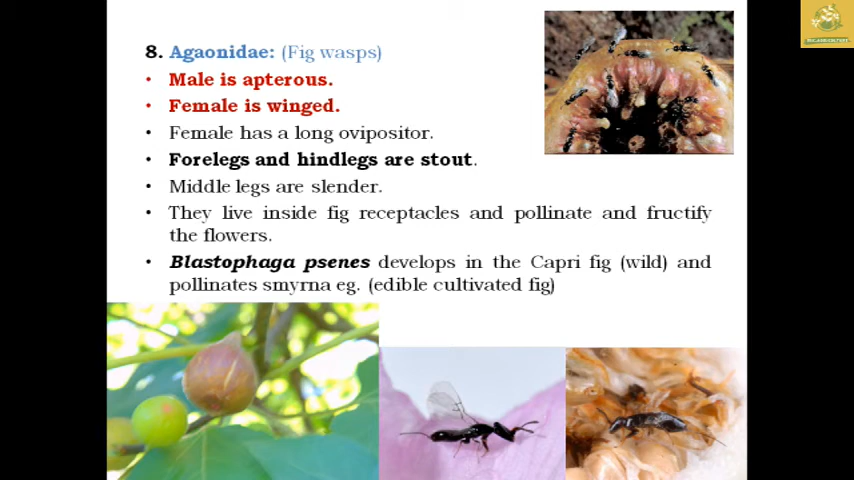 8. Agaonidae: (Fig wasps)
• Male is apterous.
• Female is winged.
• Female has a long ovipositor.
• Forelegs and hindlegs are stout.
• Middle legs are slender.
• They live inside fig receptacles and pollinate and fructify
the flowers.
• Blastophaga psenes develops in the Capri fig (wild) and
pollinates smyrna eg. (edible cultivated fig)